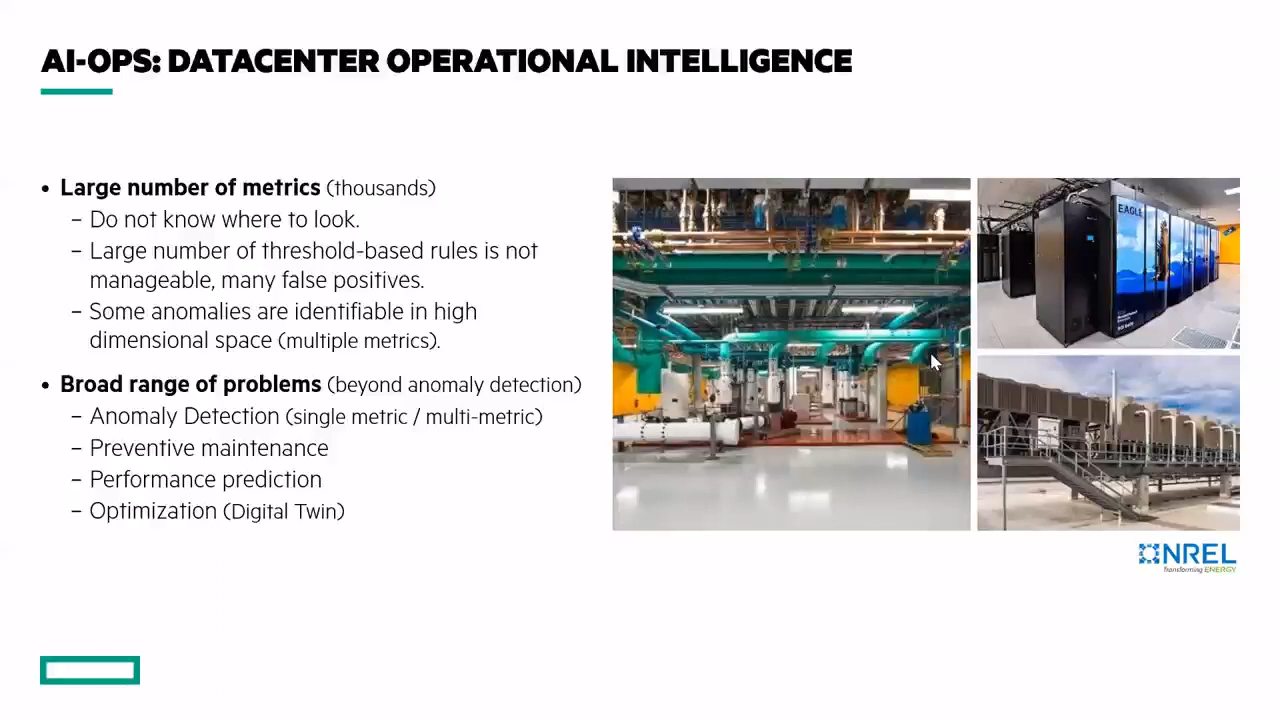 AI-OPS: DATACENTER OPERATIONAL INTELLIGENCE
• Large number of metrics (thousands)
– Do not know where to look.
– Large number of threshold-based rules is not
manageable, many false positives.
– Some anomalies are identifiable in high
dimensional space (multiple metrics).
• Broad range of problems (beyond anomaly detection)
– Anomaly Detection (single metric / multi-metric)
– Preventive maintenance
– Performance prediction
– Optimization (Digital Twin)
EAGLE
NREL
Transforming ENERGY